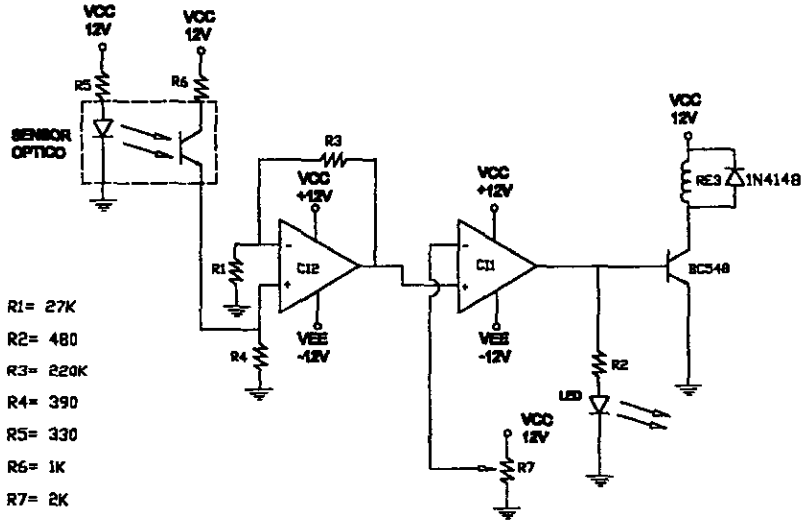 VCC
12V
VCC
12V
R5
R6
SENSOR
OPTICO
R3
VCC
+12V
VCC
+12V
VCC
12V
RE3
1N4148
R1
-
+
CI2
-
+
CI1
BC548
VEE
-12V
VEE
-12V
R4
R2
LED
VCC
12V
R7
R1= 27K
R2= 480
R3= 220K
R4= 390
R5= 330
R6= 1K
R7= 2K